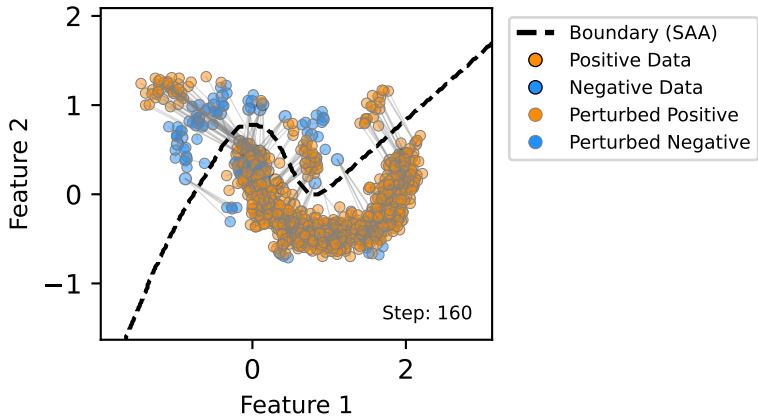 2
1
0
−1
Feature 2
0
2
Feature 1
Step: 160
Boundary (SAA)
Positive Data
Negative Data
Perturbed Positive
Perturbed Negative